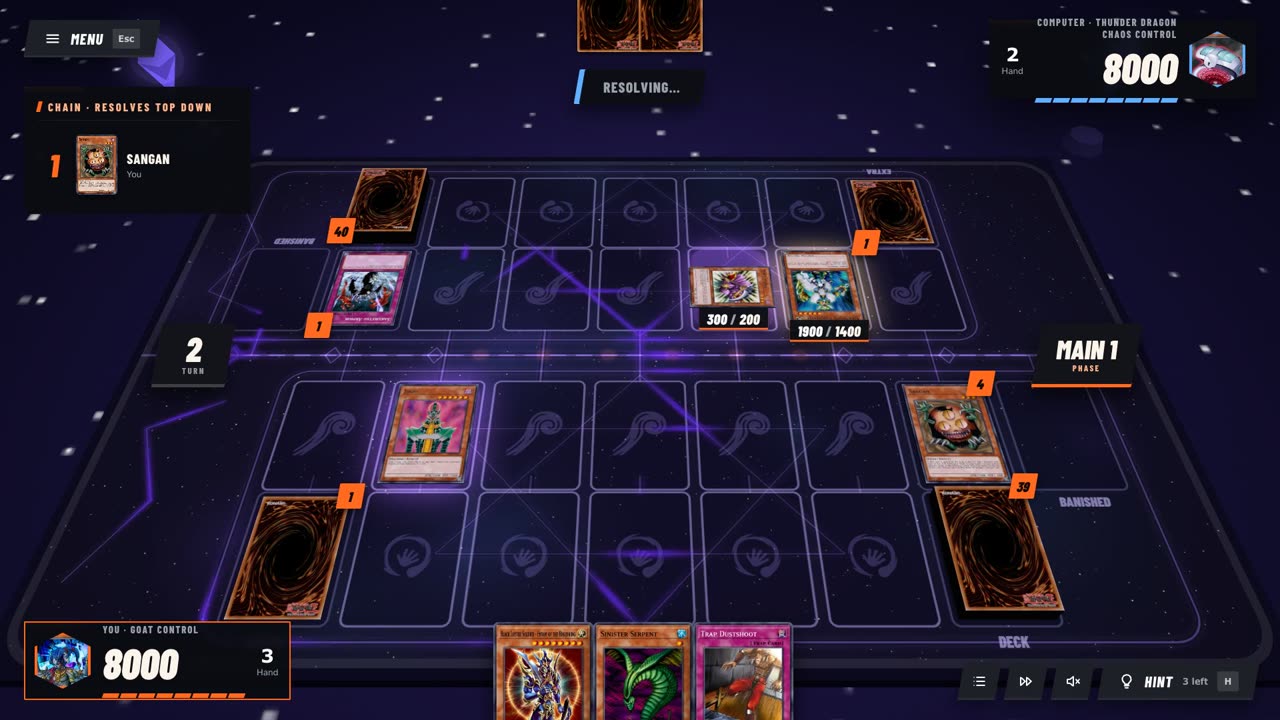 MENU Esc
COMPUTER · THUNDER DRAGON
CHAOS CONTROL
2
Hand
8000
RESOLVING...
CHAIN · RESOLVES TOP DOWN
1
SANGAN
You
EXTRA
40
BANISHED
1
1
300 / 200
1900 / 1400
2
TURN
MAIN 1
PHASE
4
1
39
BANISHED
DECK
YOU · GOAT CONTROL
8000
3
Hand
SINISTER SERPENT
TRAP DUSTSHOOT
HINT 3 left H